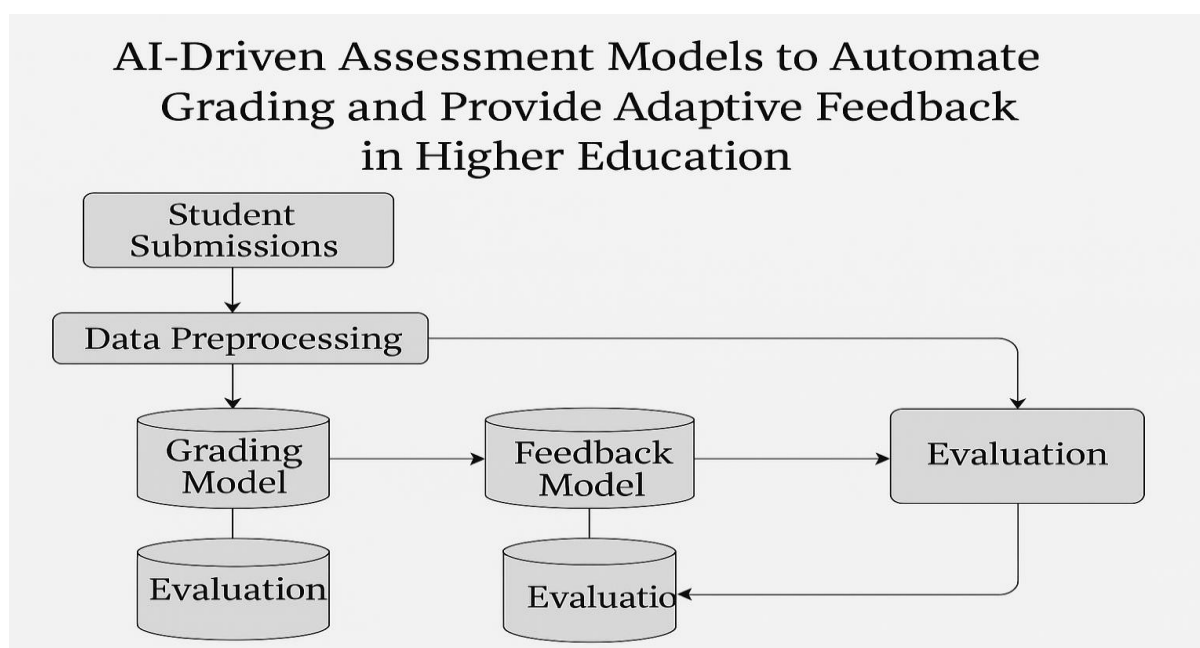 AI-Driven Assessment Models to Automate
Grading and Provide Adaptive Feedback
in Higher Education
Student
Submissions
Data Preprocessing
Grading
Model
Feedback
Model
Evaluation
Evaluation
Evaluatio